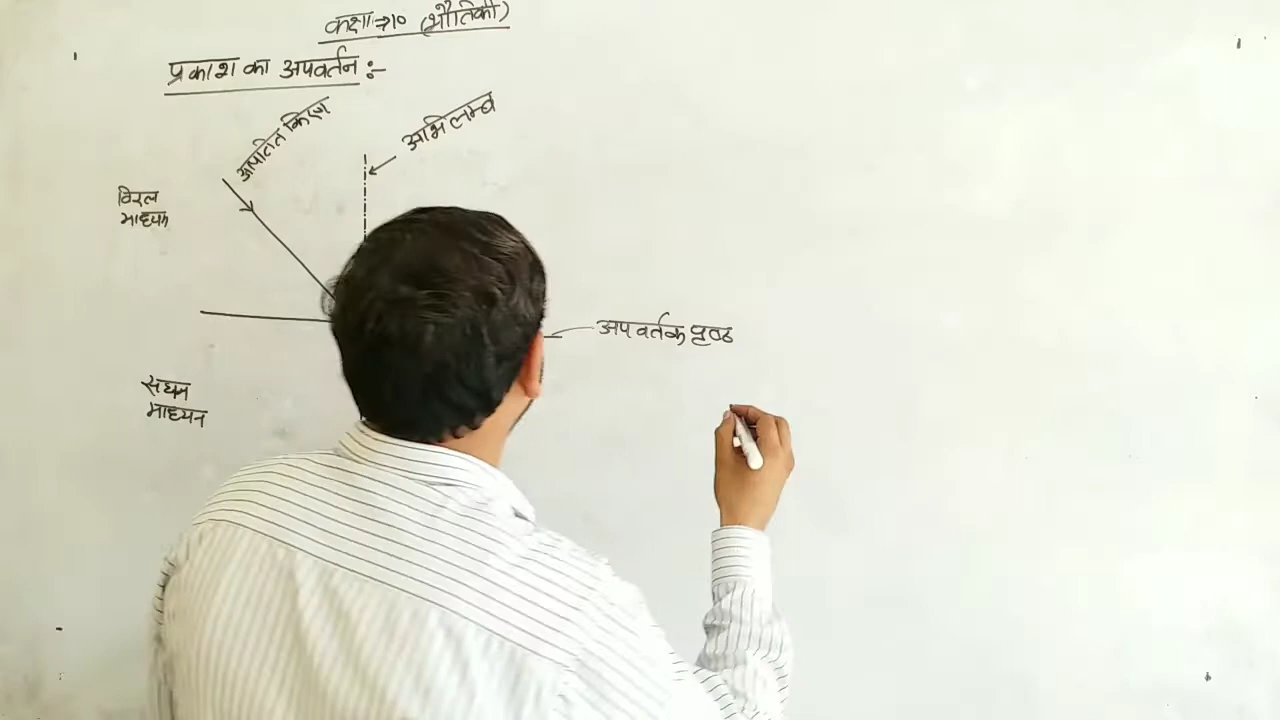 कक्षा→10 (भौतिकी)
प्रकाश का अपवर्तन :-
आपतित किरण
अभिलम्ब
विरल
माध्यम
अपवर्तक पृष्ठ
सघन
माध्यम